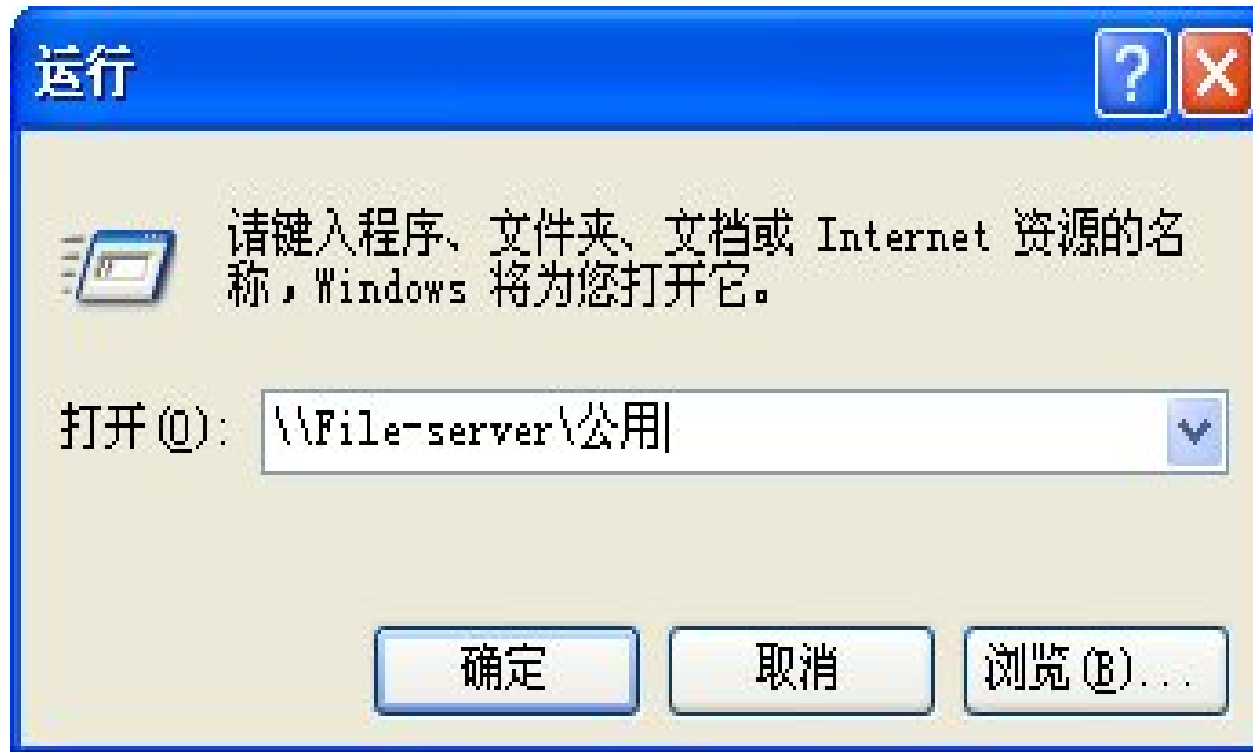 运行
请键入程序、文件夹、文档或 Internet 资源的名
称，Windows 将为您打开它。
打开(O): \\File-server\公用
确定 取消 浏览(B)...